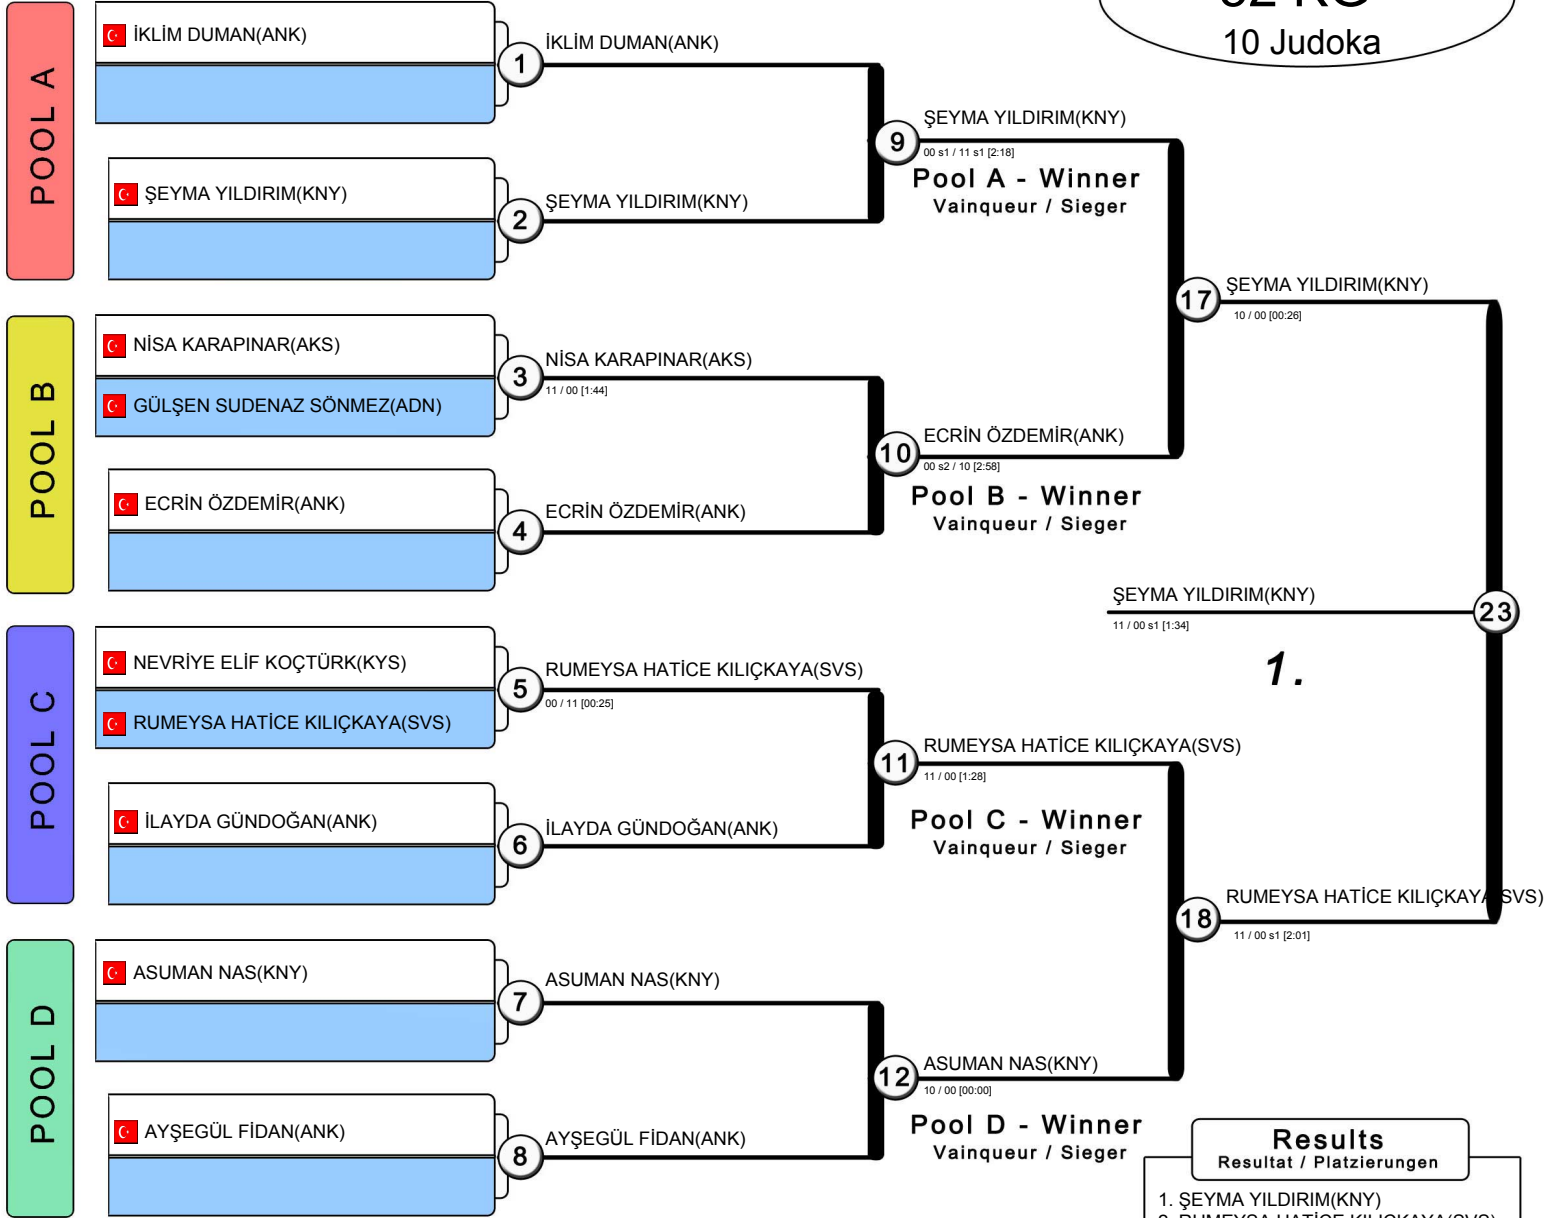 52 KG
10 Judoka
POOL A
İKLİM DUMAN(ANK)
1
İKLİM DUMAN(ANK)
ŞEYMA YILDIRIM(KNY)
2
ŞEYMA YILDIRIM(KNY)
9
ŞEYMA YILDIRIM(KNY)
00 s1 / 11 s1 [2:18]
Pool A - Winner
Vainqueur / Sieger
POOL B
NİSA KARAPINAR(AKS)
GÜLŞEN SUDENAZ SÖNMEZ(ADN)
3
NİSA KARAPINAR(AKS)
11 / 00 [1:44]
ECRİN ÖZDEMİR(ANK)
4
ECRİN ÖZDEMİR(ANK)
10
ECRİN ÖZDEMİR(ANK)
00 s2 / 10 [2:58]
Pool B - Winner
Vainqueur / Sieger
17
ŞEYMA YILDIRIM(KNY)
10 / 00 [00:26]
ŞEYMA YILDIRIM(KNY)
23
11 / 00 s1 [1:34]
1.
POOL C
NEVRİYE ELİF KOÇTÜRK(KYS)
RUMEYSA HATİCE KILIÇKAYA(SVS)
5
RUMEYSA HATİCE KILIÇKAYA(SVS)
00 / 11 [00:25]
İLAYDA GÜNDOĞAN(ANK)
6
İLAYDA GÜNDOĞAN(ANK)
11
RUMEYSA HATİCE KILIÇKAYA(SVS)
11 / 00 [1:28]
Pool C - Winner
Vainqueur / Sieger
18
RUMEYSA HATİCE KILIÇKAYA(SVS)
11 / 00 s1 [2:01]
POOL D
ASUMAN NAS(KNY)
7
ASUMAN NAS(KNY)
AYŞEGÜL FİDAN(ANK)
8
AYŞEGÜL FİDAN(ANK)
12
ASUMAN NAS(KNY)
10 / 00 [00:00]
Pool D - Winner
Vainqueur / Sieger
Results
Resultat / Platzierungen
1. ŞEYMA YILDIRIM(KNY)
2. RUMEYSA HATİCE KILIÇKAYA(SVS)